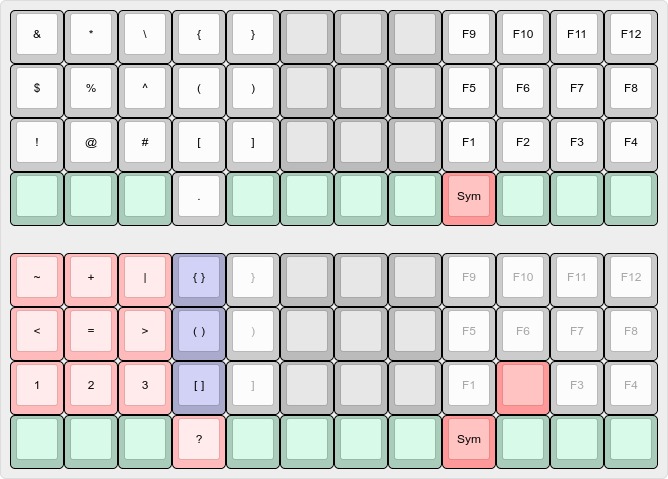 & * \ { } F9 F10 F11 F12
$ % ^ ( ) F5 F6 F7 F8
! @ # [ ] F1 F2 F3 F4
. Sym
~ + | { } } F9 F10 F11 F12
< = > ( ) ) F5 F6 F7 F8
1 2 3 [ ] ] F1 F3 F4
? Sym